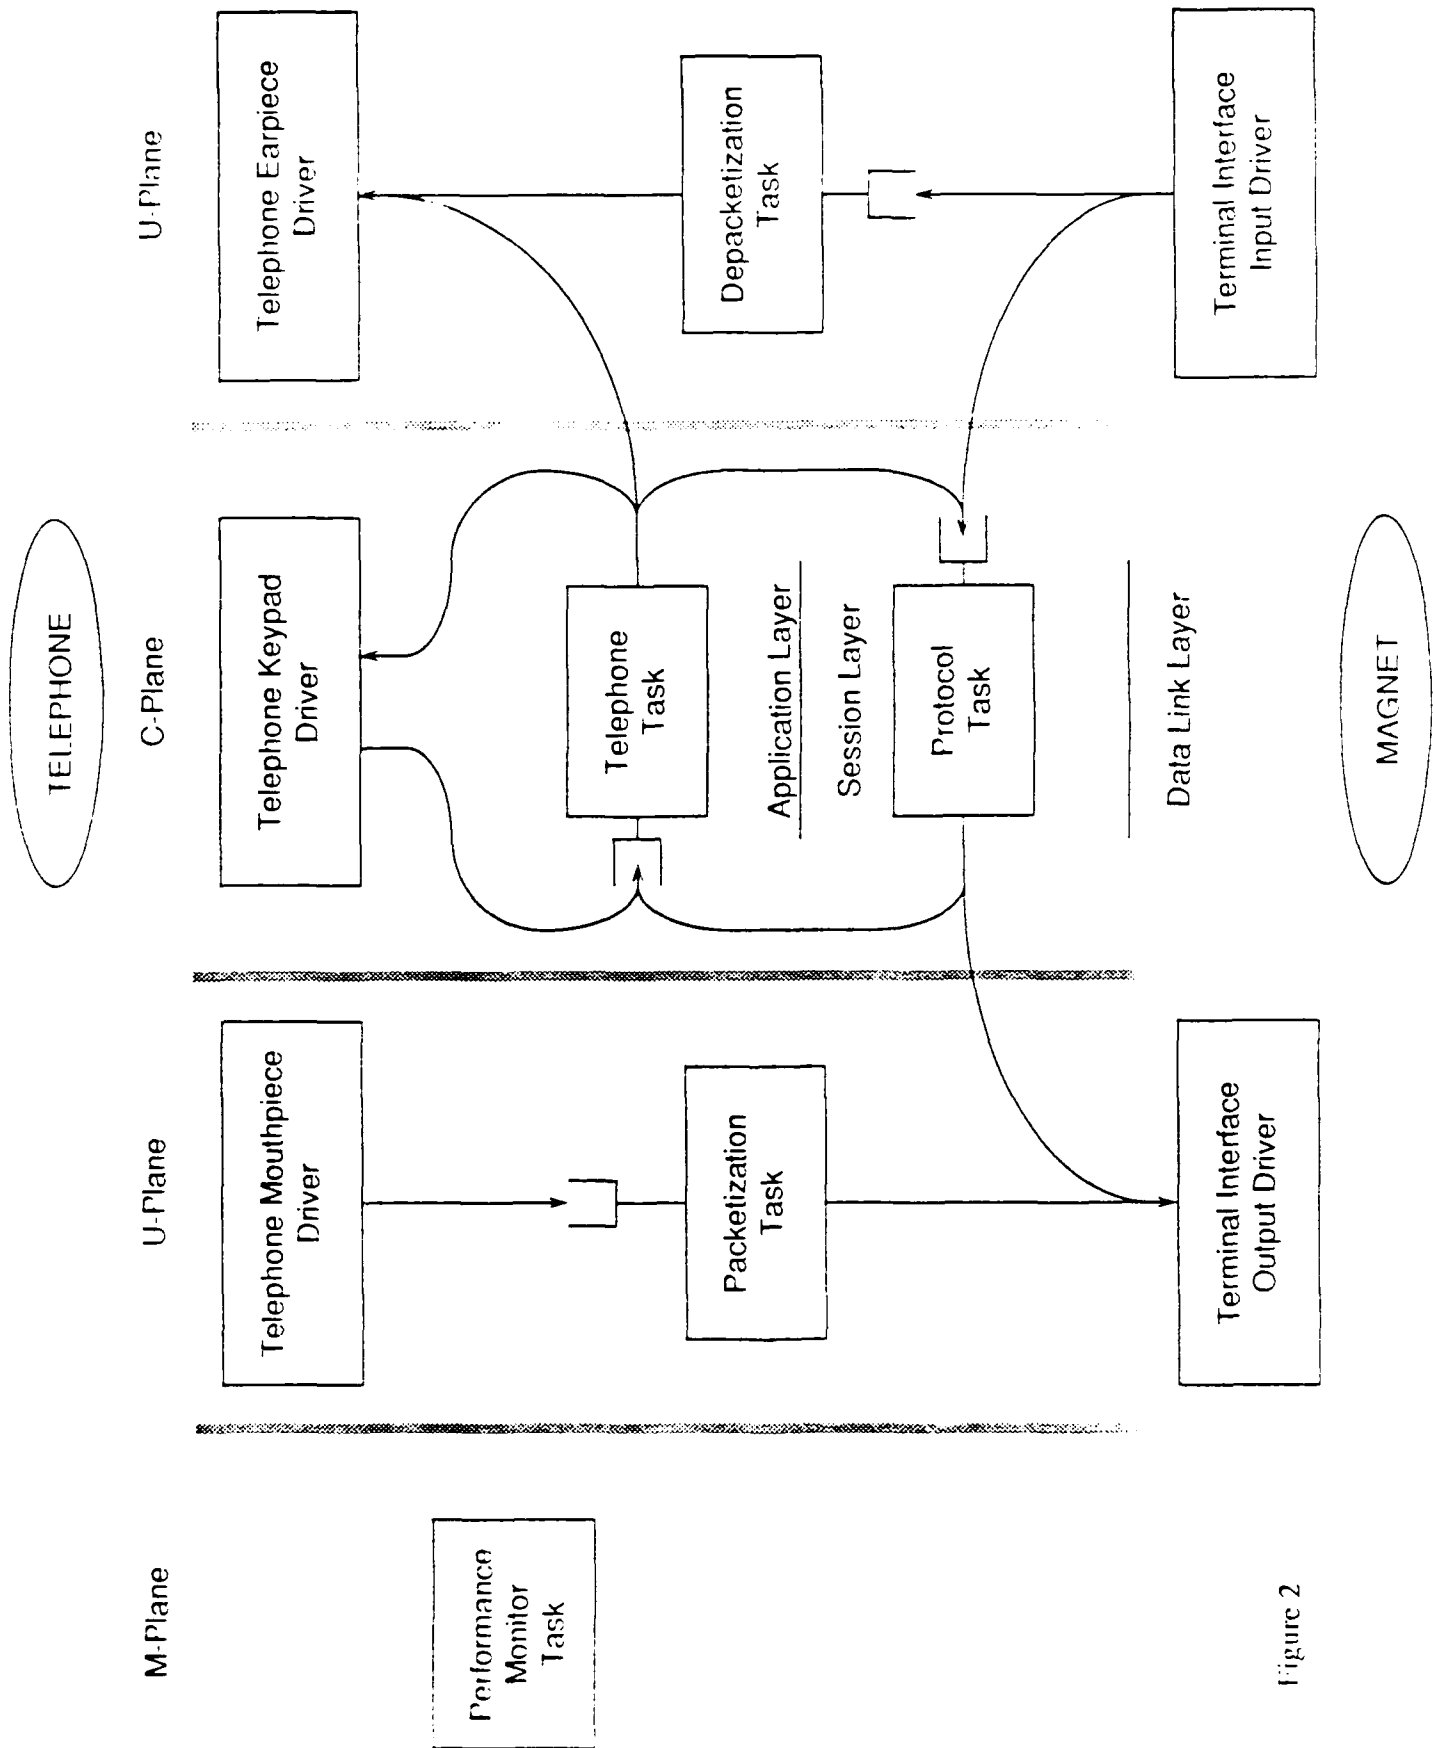 TELEPHONE
M-Plane
U-Plane
C-Plane
U-Plane
Telephone Mouthpiece
Driver
Telephone Keypad
Driver
Telephone Earpiece
Driver
Performance
Monitor
Task
Telephone
Task
Packetization
Task
Depacketization
Task
Application Layer
Session Layer
Protocol
Task
Data Link Layer
Terminal Interface
Output Driver
Terminal Interface
Input Driver
MAGNET
Figure 2